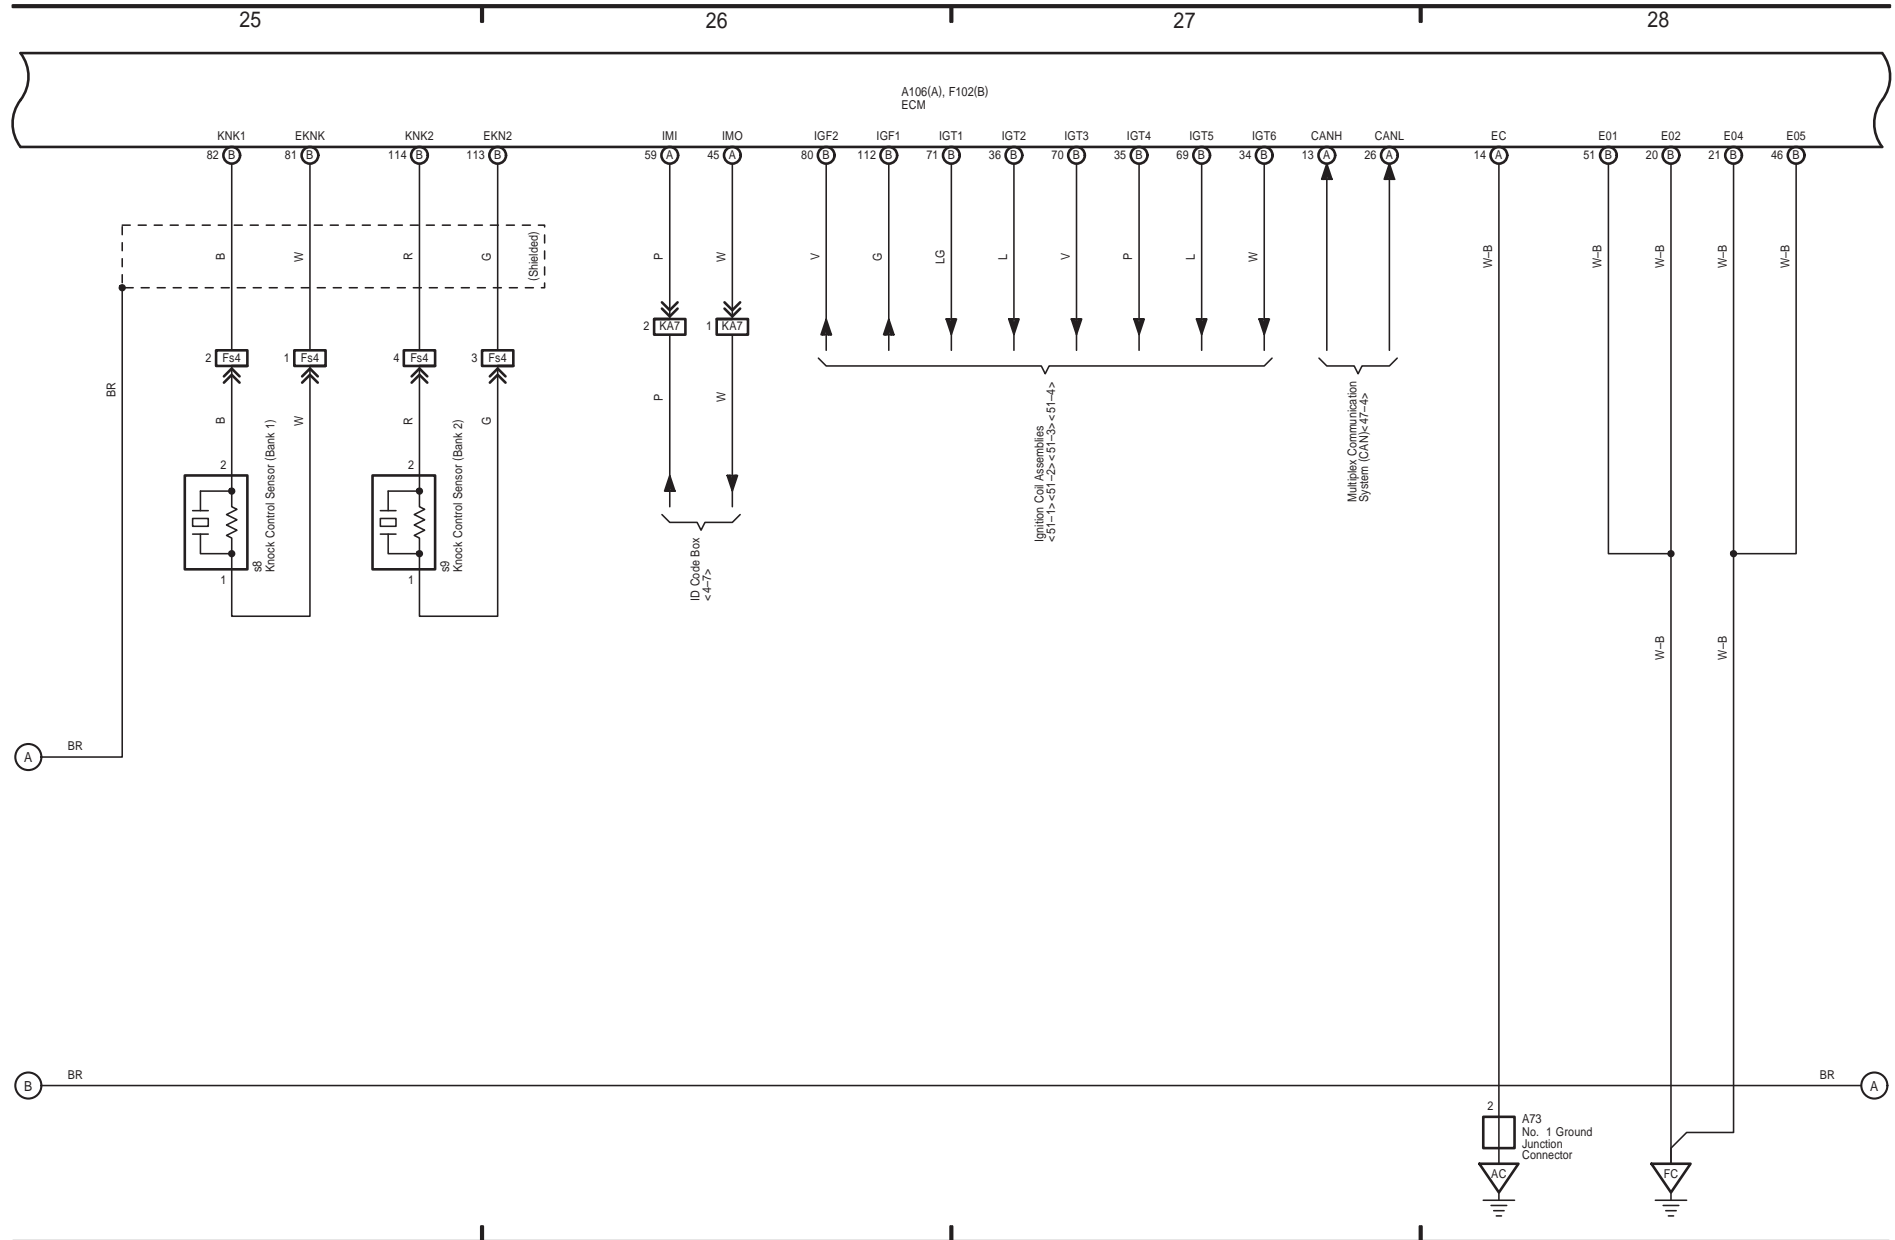 25 26 27 28
A106(A), F102(B)
ECM
KNK1 EKNK KNK2 EKN2 IMI IMO IGF2 IGF1 IGT1 IGT2 IGT3 IGT4 IGT5 IGT6 CANH CANL EC E01 E02 E04 E05
82 B 81 B 114 B 113 B 59 A 45 A 80 B 112 B 71 B 36 B 70 B 35 B 69 B 34 B 13 A 26 A 14 A 51 B 20 B 21 B 46 B
B W R G (Shielded) P W V G LG L V P L W W–B W–B W–B W–B W–B
2 KA7 1 KA7
2 Fs4 1 Fs4 4 Fs4 3 Fs4
BR
B W R G P W
Ignition Coil Assemblies
<51–1><51–2><51–3><51–4>
Multiplex Communication
System (CAN)<47–4>
2 2
s8
Knock Control Sensor (Bank 1)
s9
Knock Control Sensor (Bank 2)
1 1
ID Code Box
<4–7>
W–B W–B
A BR
B BR BR A
2
A73
No. 1 Ground
Junction
Connector
AC FC